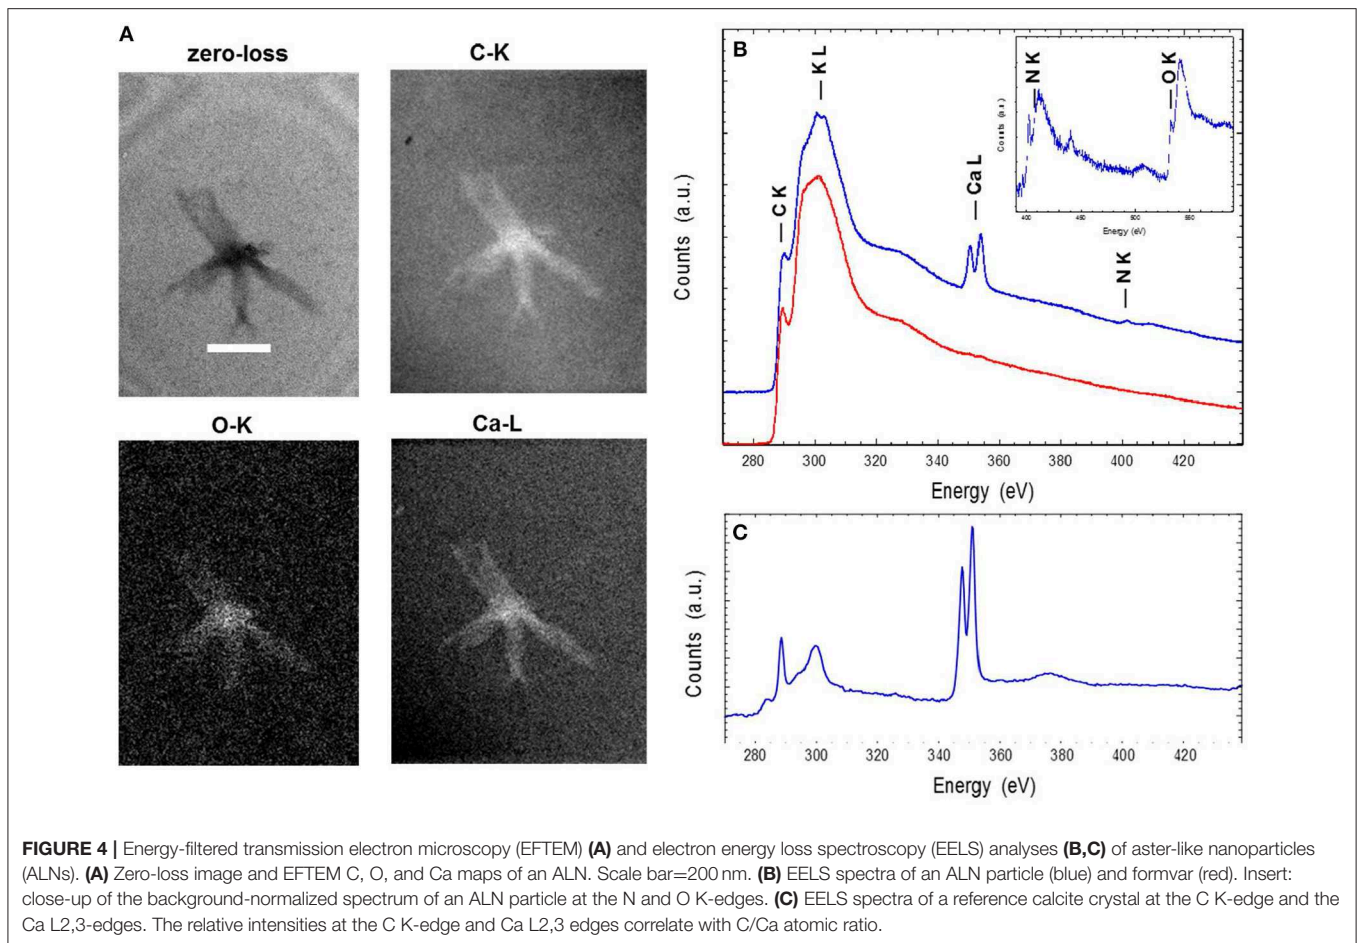 A
zero-loss
C-K
O-K
Ca-L
B
C K
K L
Ca L
N K
Counts (a.u.)
280 300 320 340 360 380 400 420
Energy (eV)
N K
O K
Counts (a.u.)
400 450 500 550
Energy (eV)
C
Counts (a.u.)
280 300 320 340 360 380 400 420
Energy (eV)
FIGURE 4 | Energy-filtered transmission electron microscopy (EFTEM) (A) and electron energy loss spectroscopy (EELS) analyses (B,C) of aster-like nanoparticles
(ALNs). (A) Zero-loss image and EFTEM C, O, and Ca maps of an ALN. Scale bar=200 nm. (B) EELS spectra of an ALN particle (blue) and formvar (red). Insert:
close-up of the background-normalized spectrum of an ALN particle at the N and O K-edges. (C) EELS spectra of a reference calcite crystal at the C K-edge and the
Ca L2,3-edges. The relative intensities at the C K-edge and Ca L2,3 edges correlate with C/Ca atomic ratio.